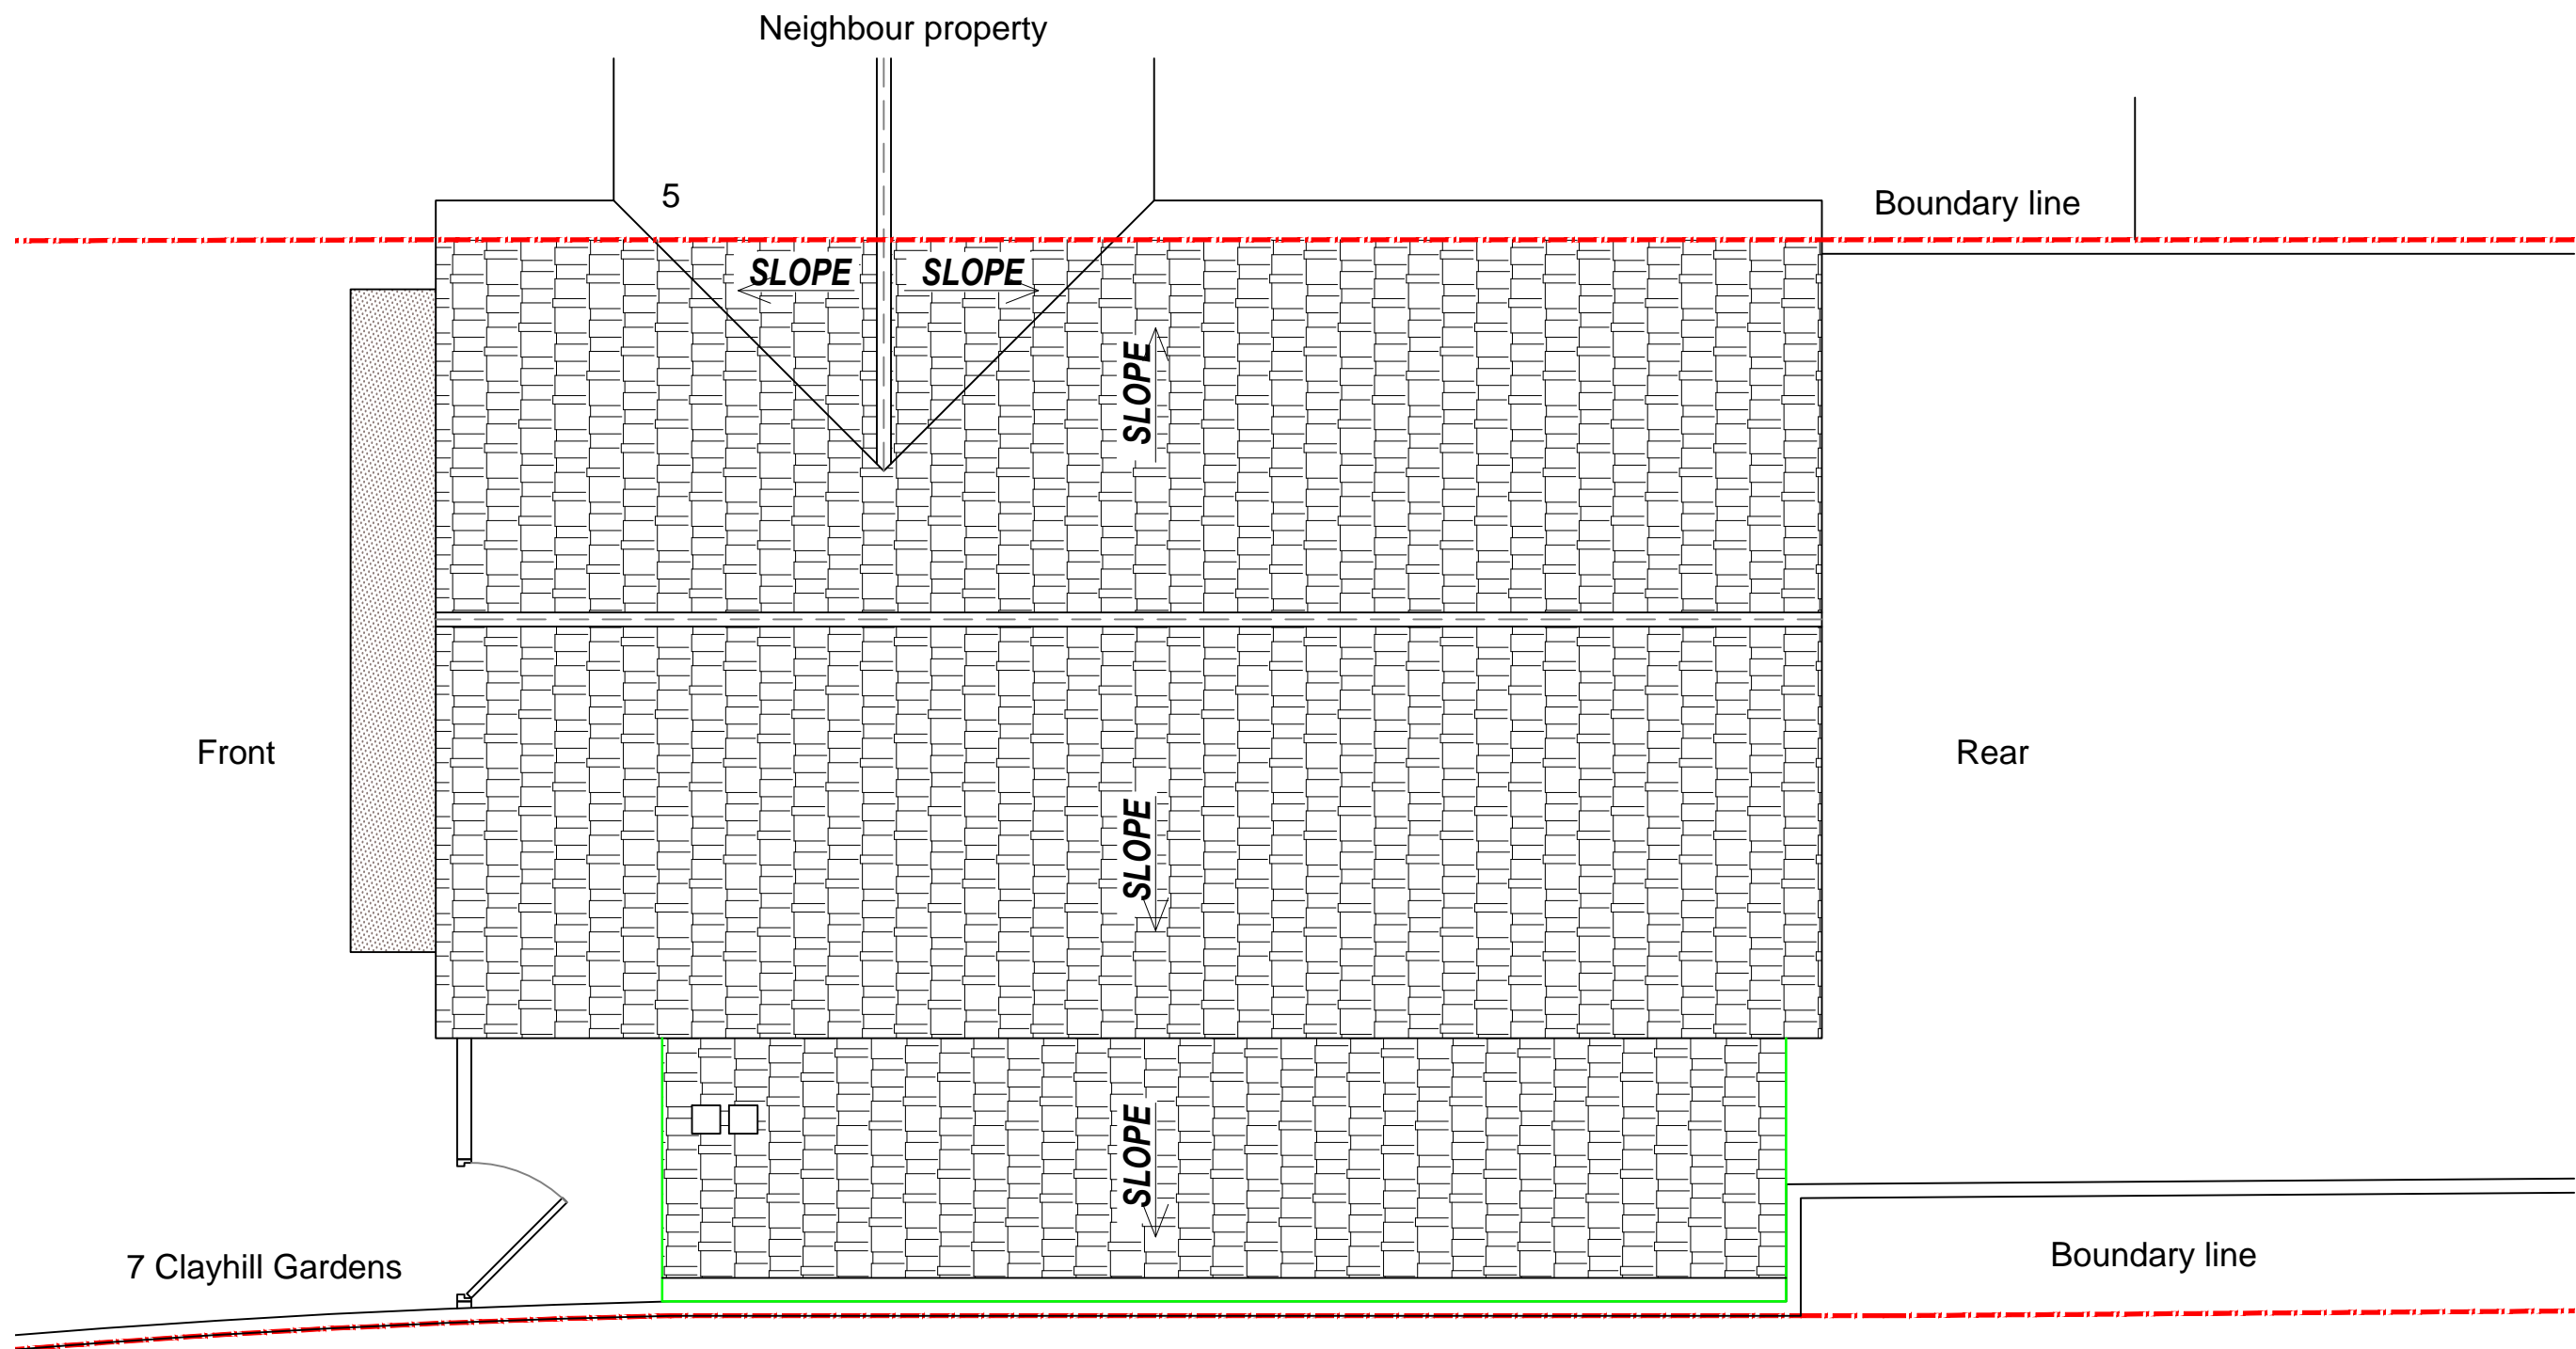 Neighbour property
5
Boundary line
SLOPE
SLOPE
SLOPE
Front
Rear
SLOPE
SLOPE
7 Clayhill Gardens
Boundary line